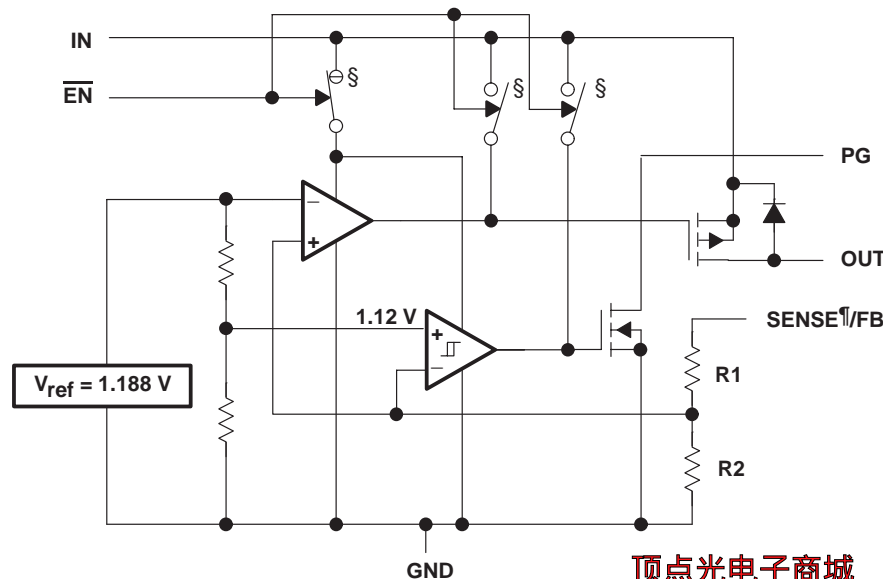 IN
§
§
EN
PG
−
+
OUT
1.12 V
+
−
SENSE¶/FB
R1
Vref = 1.188 V
R2
GND
顶点光电子商城